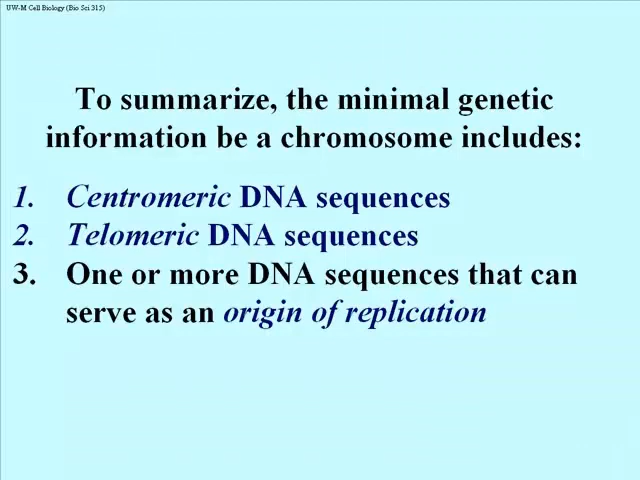 UW-M Cell Biology (Bio Sci 315)
To summarize, the minimal genetic
information be a chromosome includes:
1. Centromeric DNA sequences
2. Telomeric DNA sequences
3. One or more DNA sequences that can
serve as an origin of replication